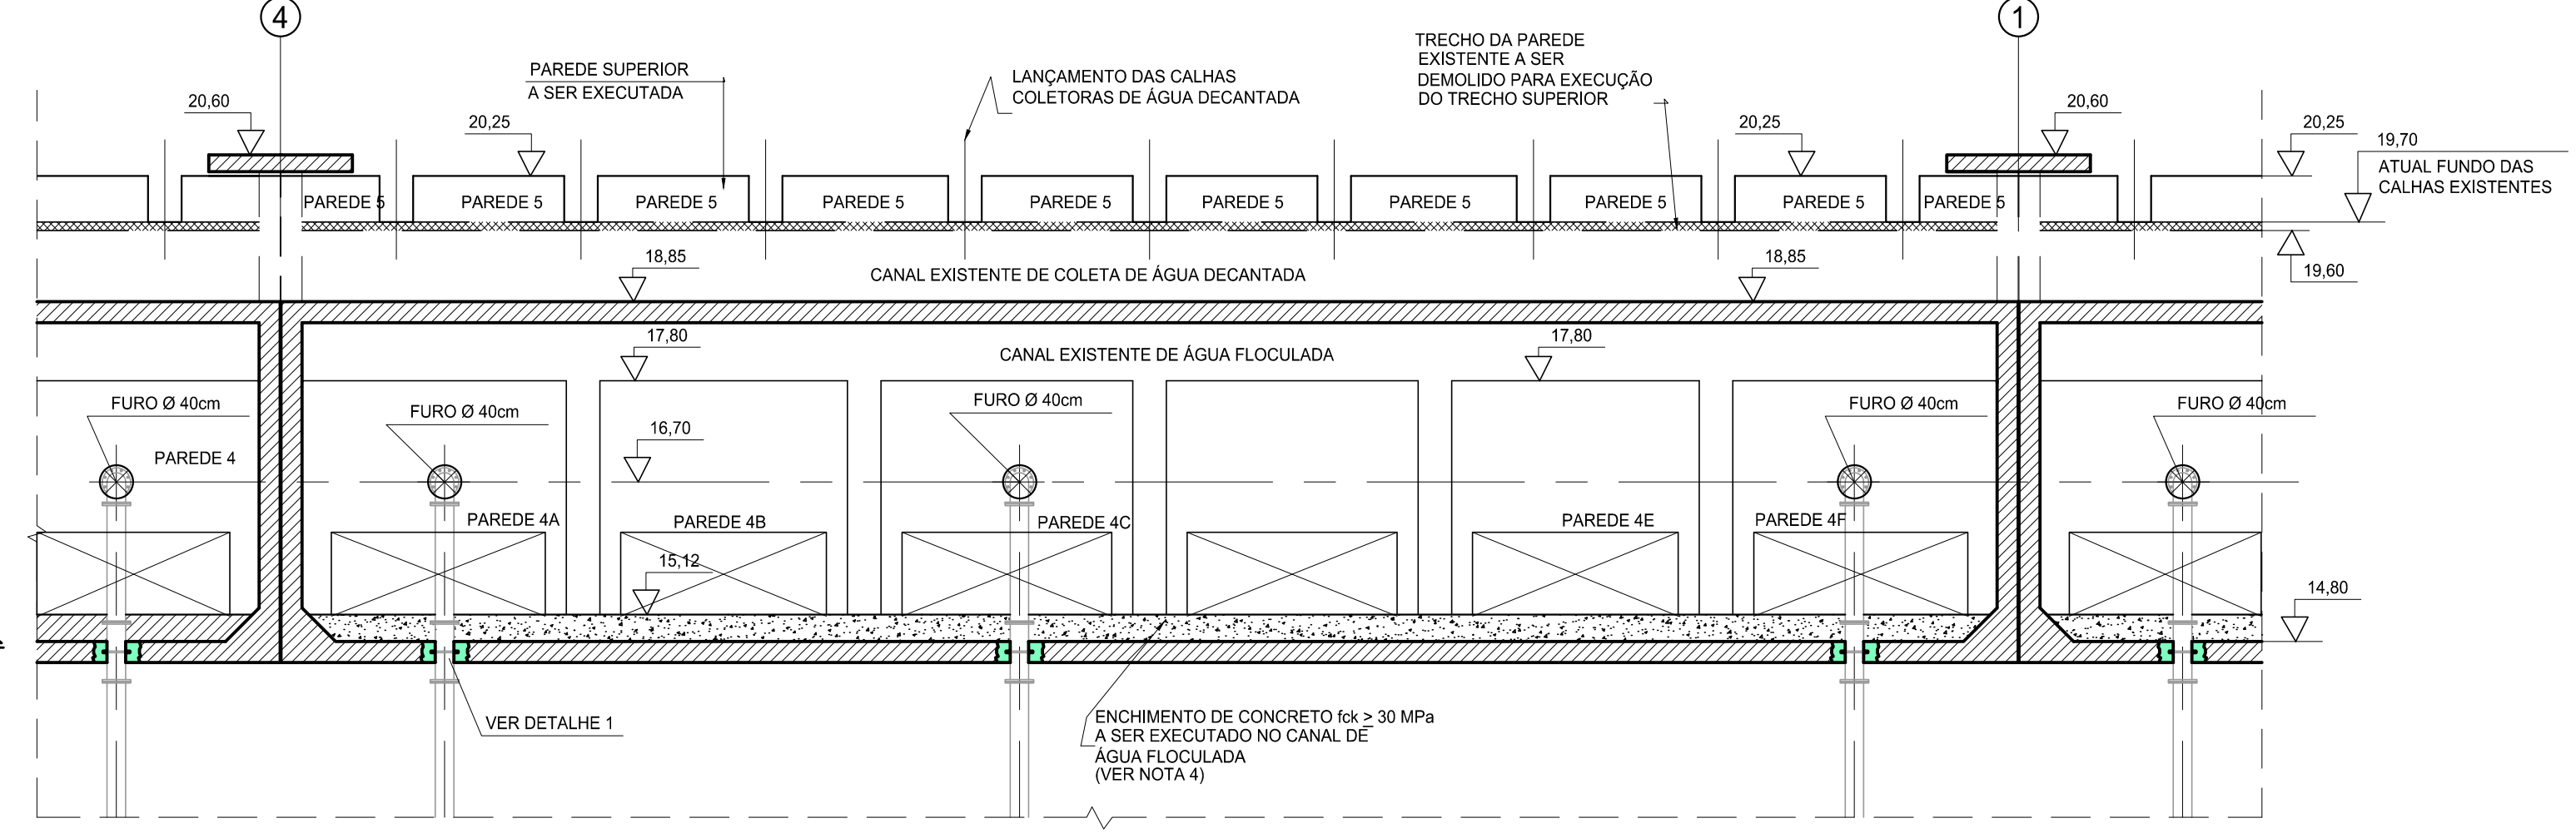 4
1
TRECHO DA PAREDE
EXISTENTE A SER
DEMOLIDO PARA EXECUÇÃO
DO TRECHO SUPERIOR
PAREDE SUPERIOR
A SER EXECUTADA
LANÇAMENTO DAS CALHAS
COLETORAS DE ÁGUA DECANTADA
20,60
20,25
20,25
20,60
20,25
19,70
ATUAL FUNDO DAS
CALHAS EXISTENTES
PAREDE 5
PAREDE 5
PAREDE 5
PAREDE 5
PAREDE 5
PAREDE 5
PAREDE 5
PAREDE 5
PAREDE 5
PAREDE 5
18,85
CANAL EXISTENTE DE COLETA DE ÁGUA DECANTADA
18,85
19,60
17,80
CANAL EXISTENTE DE ÁGUA FLOCULADA
17,80
FURO Ø 40cm
FURO Ø 40cm
FURO Ø 40cm
FURO Ø 40cm
FURO Ø 40cm
16,70
PAREDE 4
PAREDE 4A
PAREDE 4B
PAREDE 4C
PAREDE 4E
PAREDE 4F
15,12
14,80
VER DETALHE 1
ENCHIMENTO DE CONCRETO fck ≥ 30 MPa
A SER EXECUTADO NO CANAL DE
ÁGUA FLOCULADA
(VER NOTA 4)